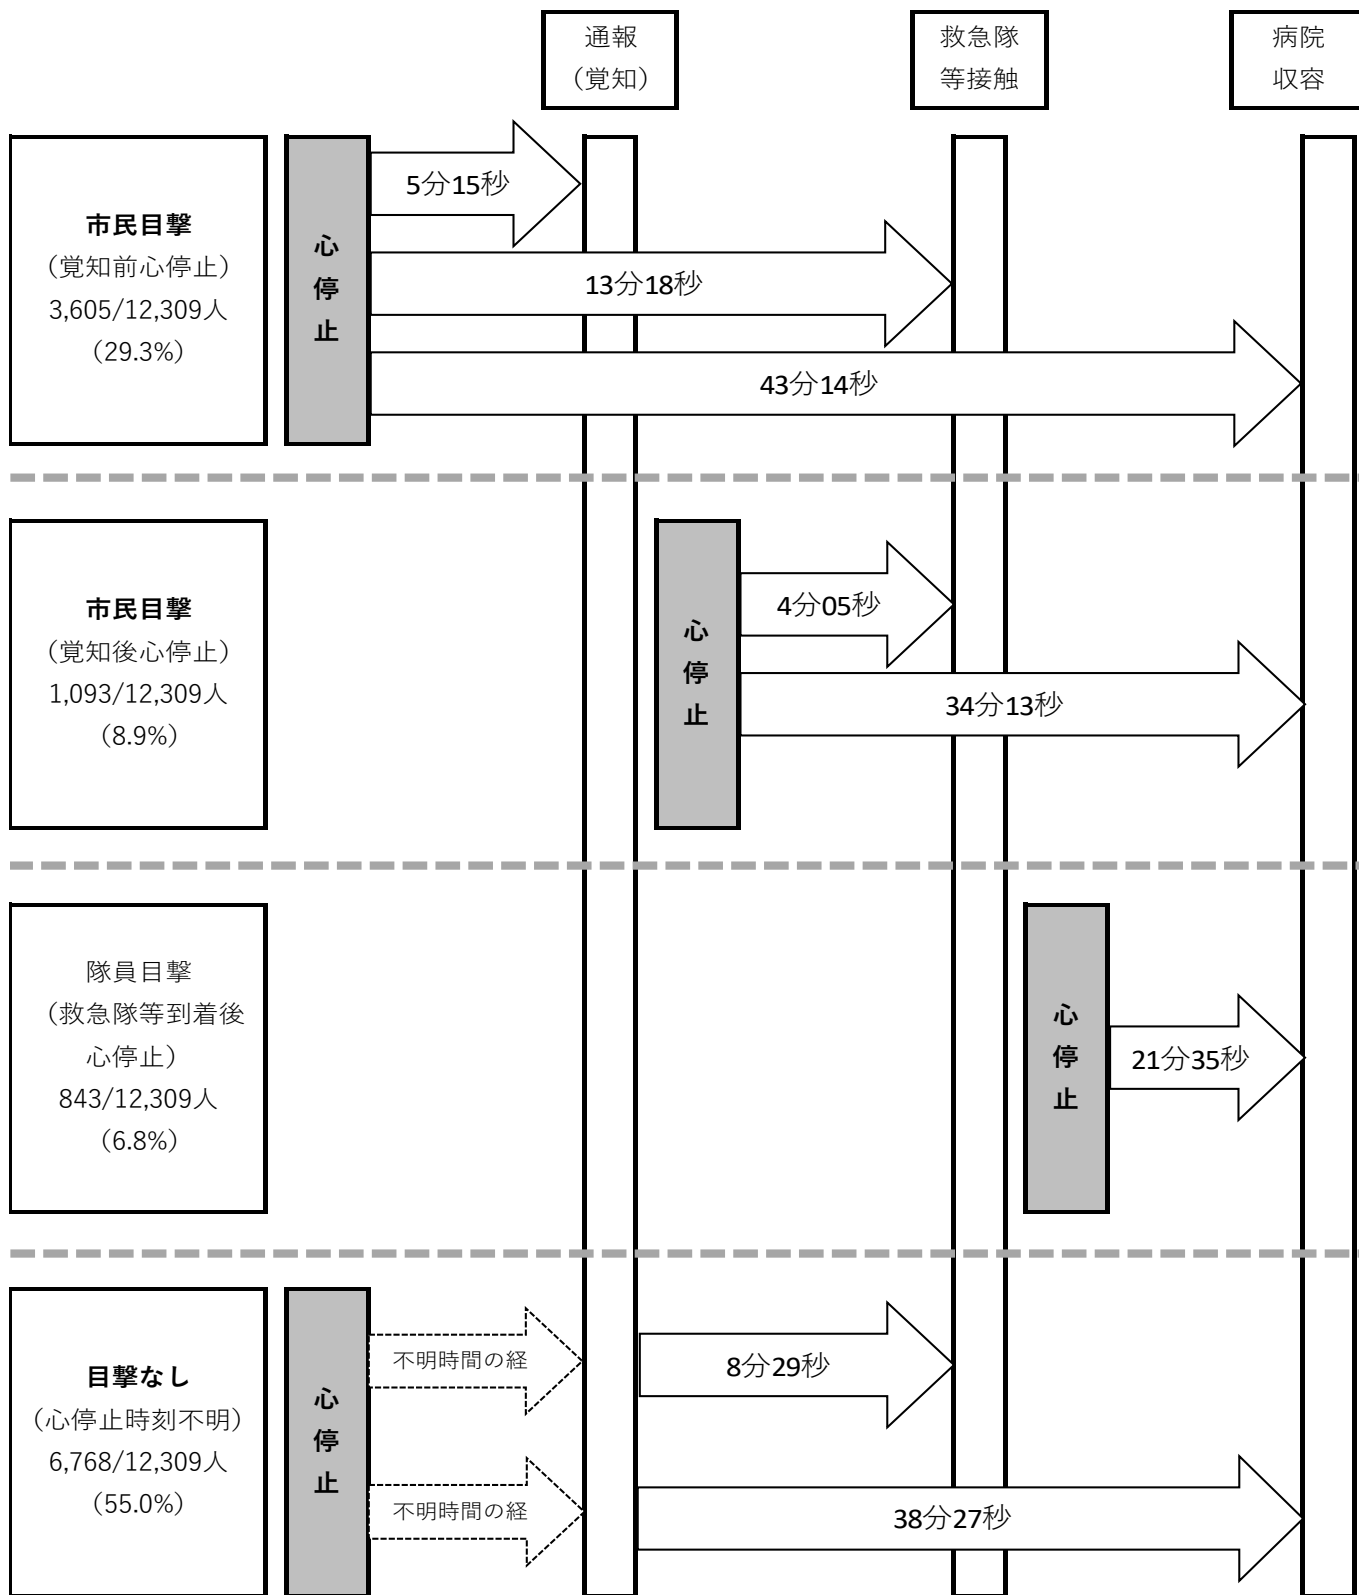 通報
（覚知）
救急隊
等接触
病院
収容
市民目撃
（覚知前心停止）
3,605/12,309人
（29.3%）
心
停
止
5分15秒
13分18秒
43分14秒
市民目撃
（覚知後心停止）
1,093/12,309人
（8.9%）
心
停
止
4分05秒
34分13秒
隊員目撃
（救急隊等到着後
心停止）
843/12,309人
（6.8%）
心
停
止
21分35秒
目撃なし
（心停止時刻不明）
6,768/12,309人
（55.0%）
心
停
止
不明時間の経
8分29秒
不明時間の経
38分27秒